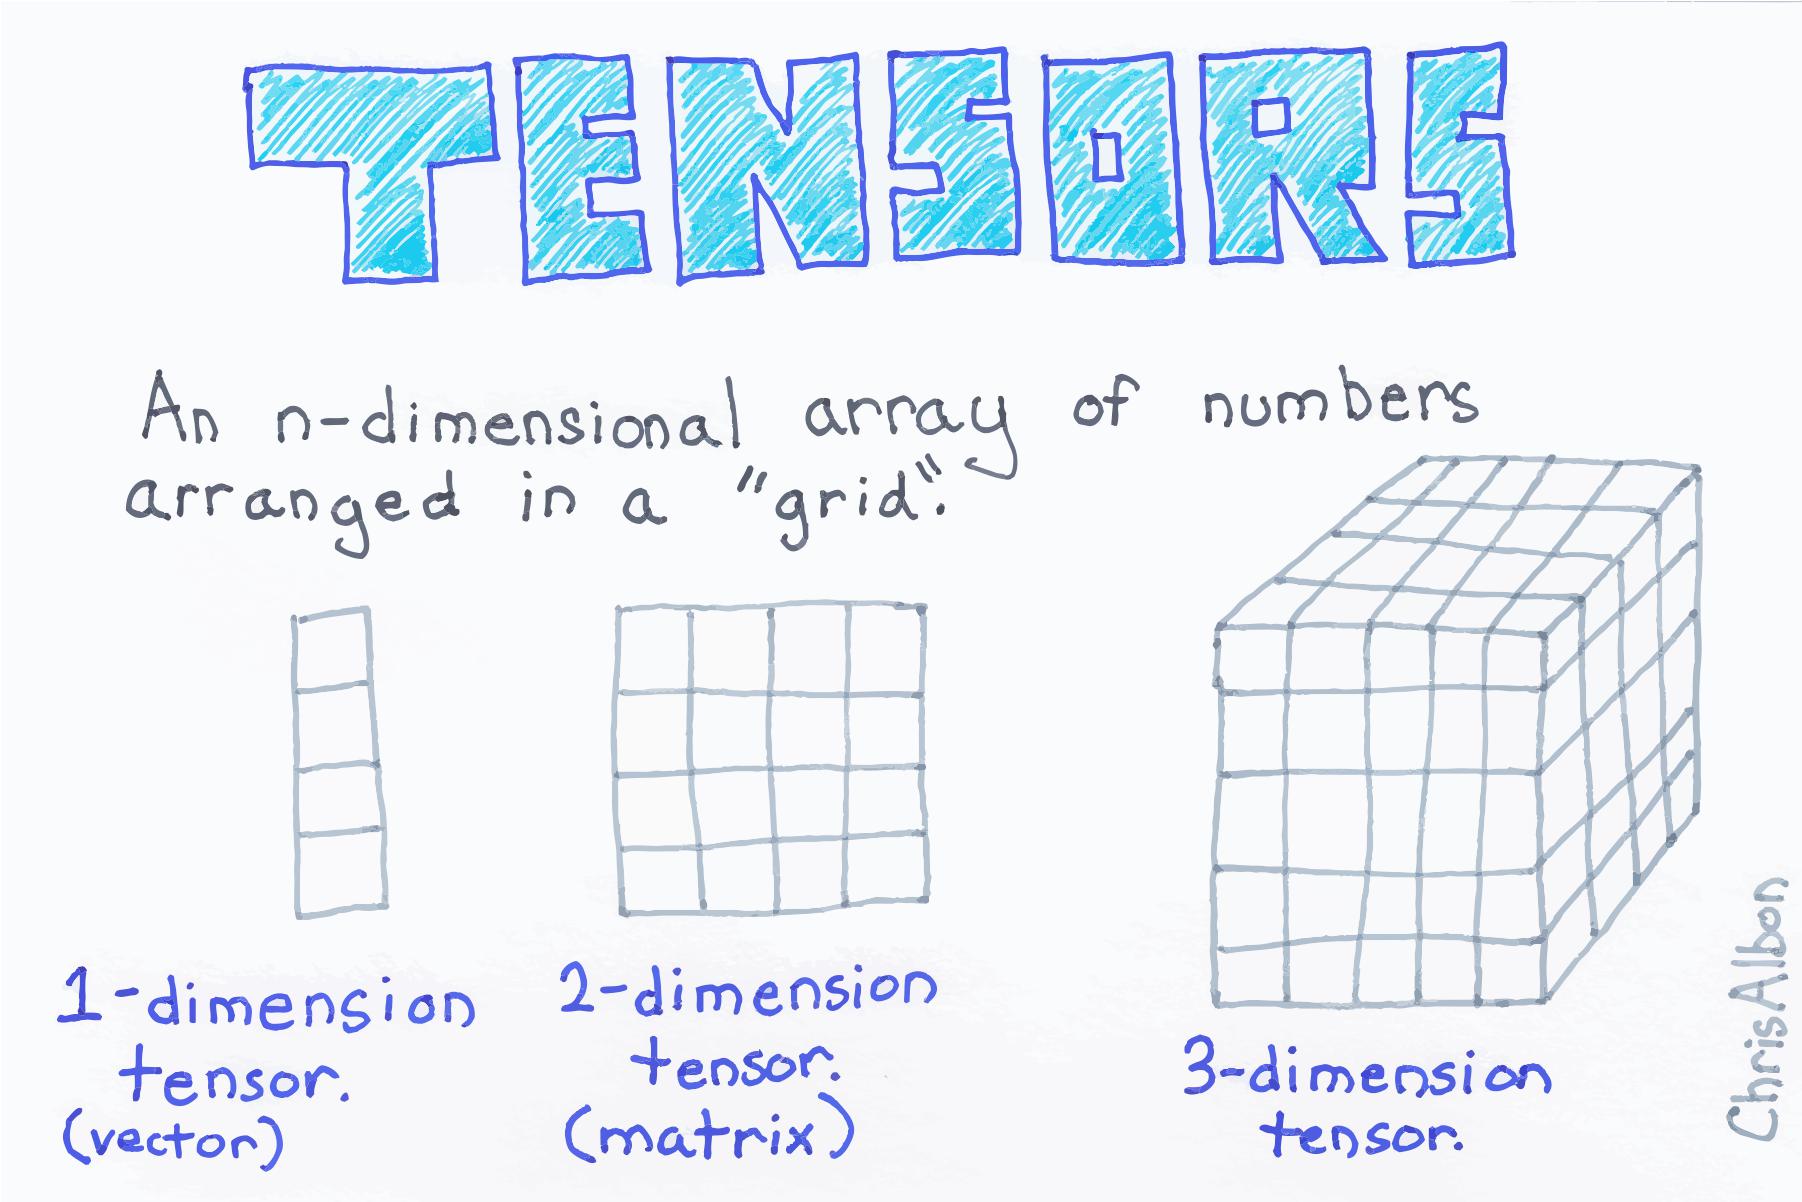 TENSORS
An n-dimensional array of numbers
arranged in a "grid".
1-dimension
tensor.
(vector)
2-dimension
tensor.
(matrix)
3-dimension
tensor.
ChrisAlbon